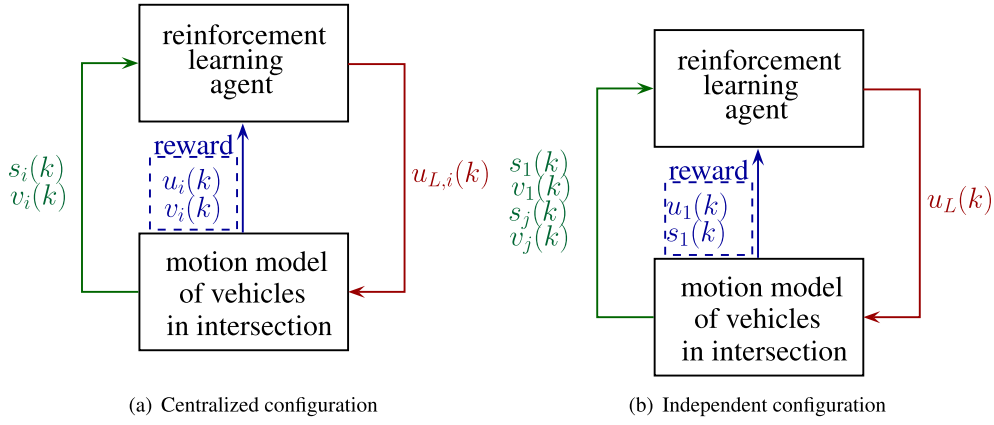 reinforcement
learning
agent
reward
u_i(k)
v_i(k)
s_i(k)
v_i(k)
u_{L,i}(k)
motion model
of vehicles
in intersection
(a) Centralized configuration
reinforcement
learning
agent
reward
u_1(k)
s_1(k)
s_1(k)
v_1(k)
s_j(k)
v_j(k)
u_L(k)
motion model
of vehicles
in intersection
(b) Independent configuration